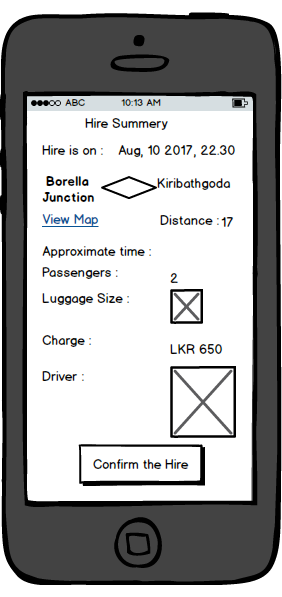 ABC 10:13 AM
Hire Summery
Hire is on : Aug, 10 2017, 22.30
Borella Junction
Kiribathgoda
View Map
Distance : 17
Approximate time :
Passengers : 2
Luggage Size :
Charge : LKR 650
Driver :
Confirm the Hire